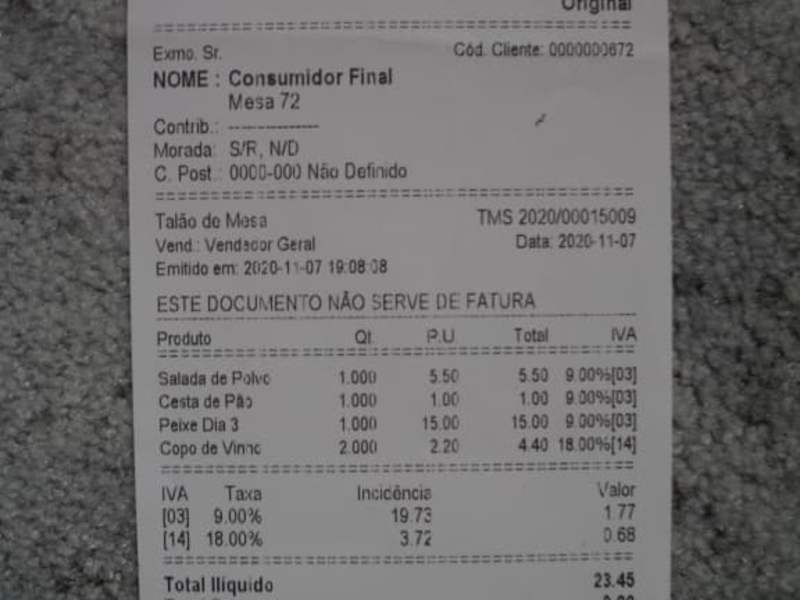 Original
Exmo. Sr. Cód. Cliente: 0000000672
NOME : Consumidor Final
Mesa 72
Contrib.: --------------
Morada: S/R, N/D
C. Post.: 0000-000 Não Definido
Talão de Mesa TMS 2020/00015009
Vend.: Vendedor Geral Data: 2020-11-07
Emitido em: 2020-11-07 19:08:08
ESTE DOCUMENTO NÃO SERVE DE FATURA
Produto Qt. P.U. Total IVA
Salada de Polvo 1.000 5.50 5.50 9.00%[03]
Cesta de Pão 1.000 1.00 1.00 9.00%[03]
Peixe Dia 3 1.000 15.00 15.00 9.00%[03]
Copo de Vinho 2.000 2.20 4.40 18.00%[14]
IVA Taxa Incidência Valor
[03] 9.00% 19.73 1.77
[14] 18.00% 3.72 0.68
Total Ilíquido 23.45